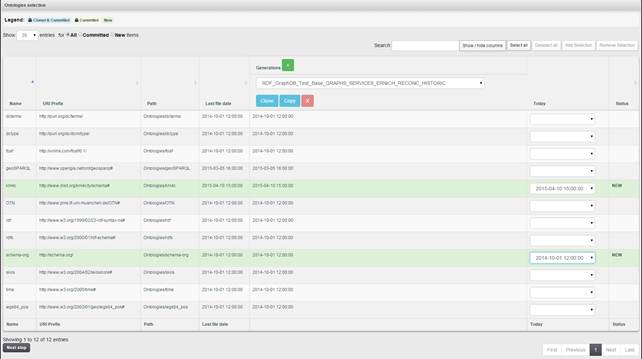 Ontologies selection
Legend: Cloned & Committed Committed New
Show 25 entries for All Committed New items
Search: Show / hide columns Select all Deselect all Add Selection Remove Selection
Generations +
RDF_GraphDB_Test_Base_GRAPHS_SERVICES_ERNICH_RECONC_HISTORIC
Clone Copy X
Name URI Prefix Path Last file date Today Status
dcterms http://purl.org/dc/terms/ Ontologies/dcterms 2014-10-01 12:00:00 2014-10-01 12:00:00
dctype http://purl.org/dc/dcmitype/ Ontologies/dctype 2014-10-01 12:00:00 2014-10-01 12:00:00
foaf http://xmlns.com/foaf/0.1/ Ontologies/foaf 2014-10-01 12:00:00 2014-10-01 12:00:00
geoSPARQL http://www.opengis.net/ont/geosparql# Ontologies/geoSPARQL 2015-03-05 16:00:00 2015-03-05 16:00:00
km4c http://www.disit.org/km4city/schema# Ontologies/km4c 2015-04-10 15:00:00 2015-04-10 15:00:00 2015-04-10 15:00:00 NEW
OTN http://www.pms.ifi.uni-muenchen.de/OTN# Ontologies/OTN 2014-10-01 12:00:00 2014-10-01 12:00:00
rdf http://www.w3.org/1999/02/22-rdf-syntax-ns# Ontologies/rdf 2014-10-01 12:00:00 2014-10-01 12:00:00
rdfs http://www.w3.org/2000/01/rdf-schema# Ontologies/rdfs 2014-10-01 12:00:00 2014-10-01 12:00:00
schema-org http://schema.org/ Ontologies/schema-org 2014-10-01 12:00:00 2014-10-01 12:00:00 2014-10-01 12:00:00 NEW
skos http://www.w3.org/2004/02/skos/core# Ontologies/skos 2014-10-01 12:00:00 2014-10-01 12:00:00
time http://www.w3.org/2006/time# Ontologies/time 2014-10-01 12:00:00 2014-10-01 12:00:00
wgs84_pos http://www.w3.org/2003/01/geo/wgs84_pos# Ontologies/wgs84_pos 2014-10-01 12:00:00 2014-10-01 12:00:00
Name URI Prefix Path Last file date Today Status
Showing 1 to 12 of 12 entries
Next step
First Previous 1 Next Last